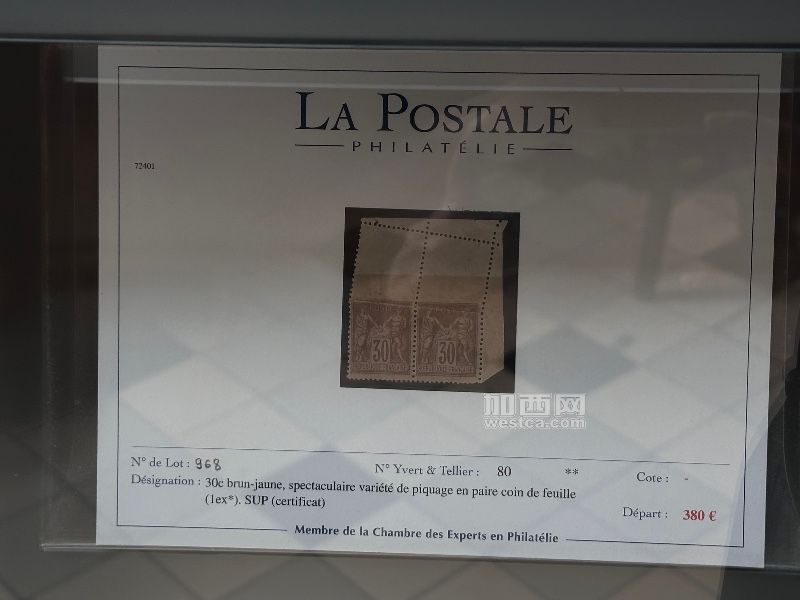 LA POSTALE
PHILATÉLIE
72401
30 30
加西网
westca.com
N° de Lot : 968 N° Yvert & Tellier : 80 ** Cote : -
Désignation : 30c brun-jaune, spectaculaire variété de piquage en paire coin de feuille
(1ex*). SUP (certificat)
Départ : 380 €
Membre de la Chambre des Experts en Philatélie